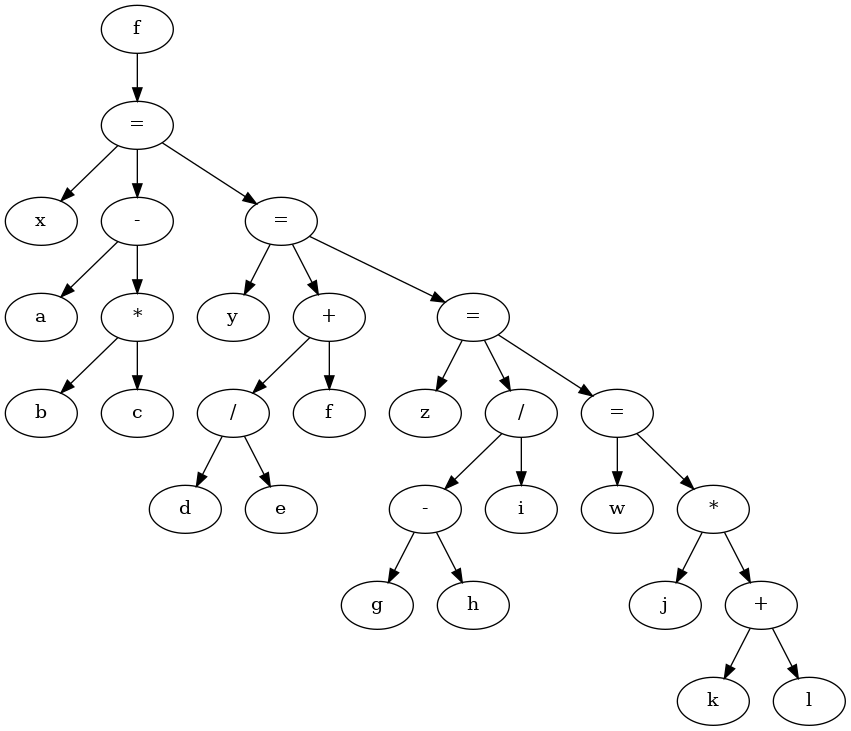 f
=
x - =
a * y + =
b c / f z / =
d e - i w *
g h j +
k l